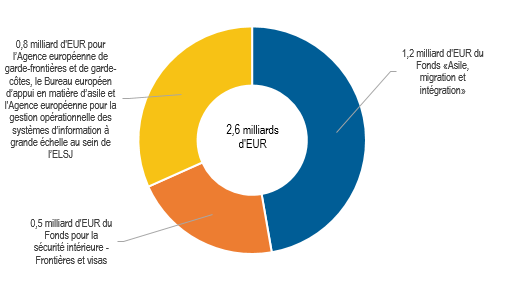 0,8 milliard d'EUR pour
l'Agence européenne de
garde-frontières et de garde-
côtes, le Bureau européen
d'appui en matière d'asile et
l'Agence européenne pour la
gestion opérationnelle des
systèmes d'information à
grande échelle au sein de
l'ELSJ
1,2 milliard d'EUR du
Fonds «Asile,
migration et
intégration»
2,6 milliards
d'EUR
0,5 milliard d'EUR du
Fonds pour la
sécurité intérieure -
Frontières et visas